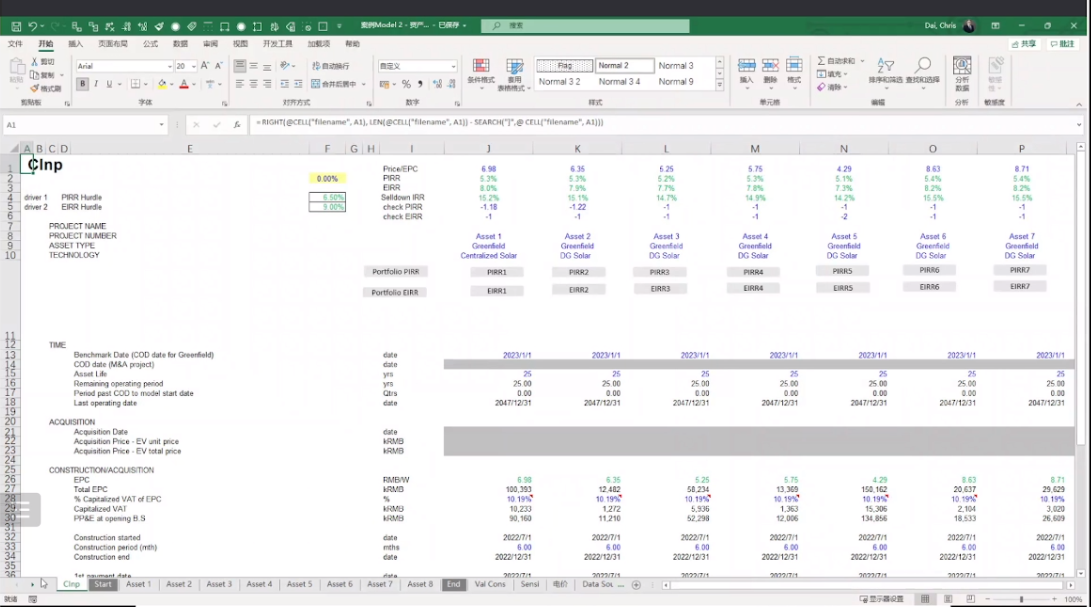 案例Model 2 - 资产... - 已保存
搜索
Dai, Chris
文件 开始 插入 页面布局 公式 数据 审阅 视图 开发工具 加载项 帮助
共享 批注
粘贴 剪切 复制 格式刷
Arial 20
自动换行
合并后居中
自定义
条件格式 套用表格格式
Flag Normal 2 Normal 3
Normal 3 2 Normal 3 4 Normal 9
插入 删除 格式
自动求和 填充 清除
排序和筛选 查找和选择
分析数据 敏感度
剪贴板 字体 对齐方式 数字 样式 单元格 编辑 分析 敏感度
A1 fx =RIGHT(@CELL("filename", A1), LEN(@CELL("filename", A1)) - SEARCH("]",@ CELL("filename", A1)))
A B C D E F G H I J K L M N O P
1 CInp Price/EPC 6.98 6.35 5.25 5.75 4.29 8.63 8.71
2 0.00% PIRR 5.3% 5.3% 5.2% 5.3% 5.1% 5.4% 5.4%
3 EIRR 8.0% 7.9% 7.7% 7.8% 7.3% 8.2% 8.2%
4 driver 1 PIRR Hurdle 6.50% Selldown IRR 15.2% 15.1% 14.7% 14.9% 14.2% 15.5% 15.5%
5 driver 2 EIRR Hurdle 9.00% check PIRR -1.18 -1.22 -1 -1 -1 -1 -1
6 check EIRR -1 -1 -1 -1 -2 -1 -1
7 PROJECT NAME
8 PROJECT NUMBER Asset 1 Asset 2 Asset 3 Asset 4 Asset 5 Asset 6 Asset 7
9 ASSET TYPE Greenfield Greenfield Greenfield Greenfield Greenfield Greenfield Greenfield
10 TECHNOLOGY Centralized Solar DG Solar DG Solar DG Solar DG Solar DG Solar DG Solar
Portfolio PIRR PIRR1 PIRR2 PIRR3 PIRR4 PIRR5 PIRR6 PIRR7
Portfolio EIRR EIRR1 EIRR2 EIRR3 EIRR4 EIRR5 EIRR6 EIRR7
11
12 TIME
13 Benchmark Date (COD date for Greenfield) date 2023/1/1 2023/1/1 2023/1/1 2023/1/1 2023/1/1 2023/1/1 2023/1/1
14 COD date (M&A project) date
15 Asset Life yrs 25 25 25 25 25 25 25
16 Remaining operating period yrs 25.00 25.00 25.00 25.00 25.00 25.00 25.00
17 Period past COD to model start date Qtrs 0.00 0.00 0.00 0.00 0.00 0.00 0.00
18 Last operating date date 2047/12/31 2047/12/31 2047/12/31 2047/12/31 2047/12/31 2047/12/31 2047/12/31
19
20 ACQUISITION
21 Acquisition Date date
22 Acquisition Price - EV unit price kRMB
23 Acquisition Price - EV total price kRMB
24
25 CONSTRUCTION/ACQUISITION
26 EPC RMB/W 6.98 6.35 5.25 5.75 4.29 8.63 8.71
27 Total EPC kRMB 100,393 12,482 58,234 13,369 150,162 20,637 29,629
28 % Capitalized VAT of EPC % 10.19% 10.19% 10.19% 10.19% 10.19% 10.19% 10.19%
29 Capitalized VAT kRMB 10,233 1,272 5,936 1,363 15,306 2,104 3,020
30 PP&E at opening B.S kRMB 90,160 11,210 52,298 12,006 134,856 18,533 26,609
31
32 Construction started date 2022/7/1 2022/7/1 2022/7/1 2022/7/1 2022/7/1 2022/7/1 2022/7/1
33 Construction period (mth) mths 6.00 6.00 6.00 6.00 6.00 6.00 6.00
34 Construction end date 2022/12/31 2022/12/31 2022/12/31 2022/12/31 2022/12/31 2022/12/31 2022/12/31
35
36 1st payment date date 2022/7/1 2022/7/1 2022/7/1 2022/7/1 2022/7/1 2022/7/1 2022/7/1
CInp Start Asset 1 Asset 2 Asset 3 Asset 4 Asset 5 Asset 6 Asset 7 Asset 8 End Val Cons Sensi 电价 Data Sou ...
就绪 显示器设置 100%